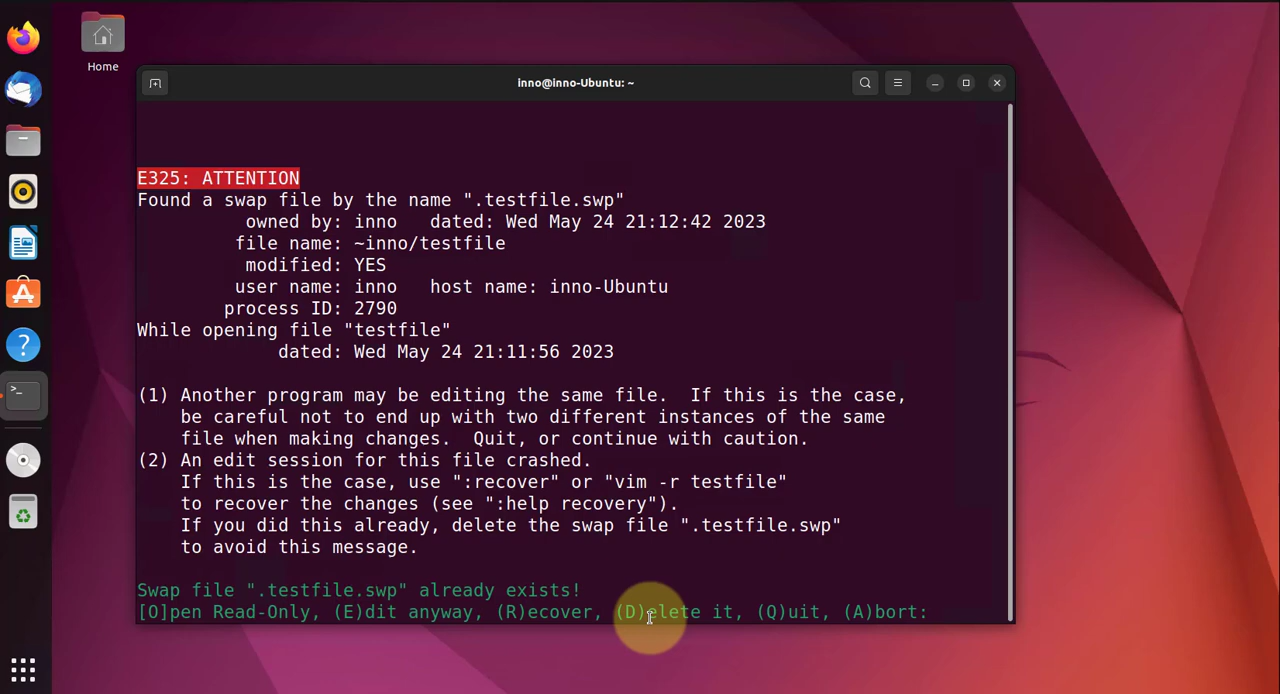 Home
inno@inno-Ubuntu: ~
E325: ATTENTION
Found a swap file by the name ".testfile.swp"
owned by: inno   dated: Wed May 24 21:12:42 2023
file name: ~inno/testfile
modified: YES
user name: inno   host name: inno-Ubuntu
process ID: 2790
While opening file "testfile"
dated: Wed May 24 21:11:56 2023
(1) Another program may be editing the same file.  If this is the case,
be careful not to end up with two different instances of the same
file when making changes.  Quit, or continue with caution.
(2) An edit session for this file crashed.
If this is the case, use ":recover" or "vim -r testfile"
to recover the changes (see ":help recovery").
If you did this already, delete the swap file ".testfile.swp"
to avoid this message.
Swap file ".testfile.swp" already exists!
[O]pen Read-Only, (E)dit anyway, (R)ecover, (D)elete it, (Q)uit, (A)bort: